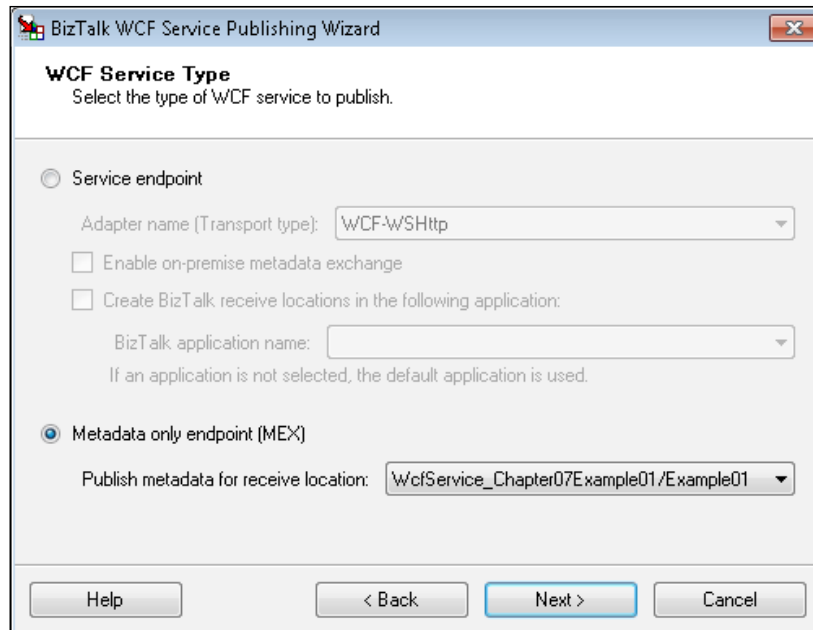 BizTalk WCF Service Publishing Wizard
WCF Service Type
Select the type of WCF service to publish.
Service endpoint
Adapter name (Transport type): WCF-WSHttp
Enable on-premise metadata exchange
Create BizTalk receive locations in the following application:
BizTalk application name:
If an application is not selected, the default application is used.
Metadata only endpoint (MEX)
Publish metadata for receive location: WcfService_Chapter07Example01/Example01
Help < Back Next > Cancel